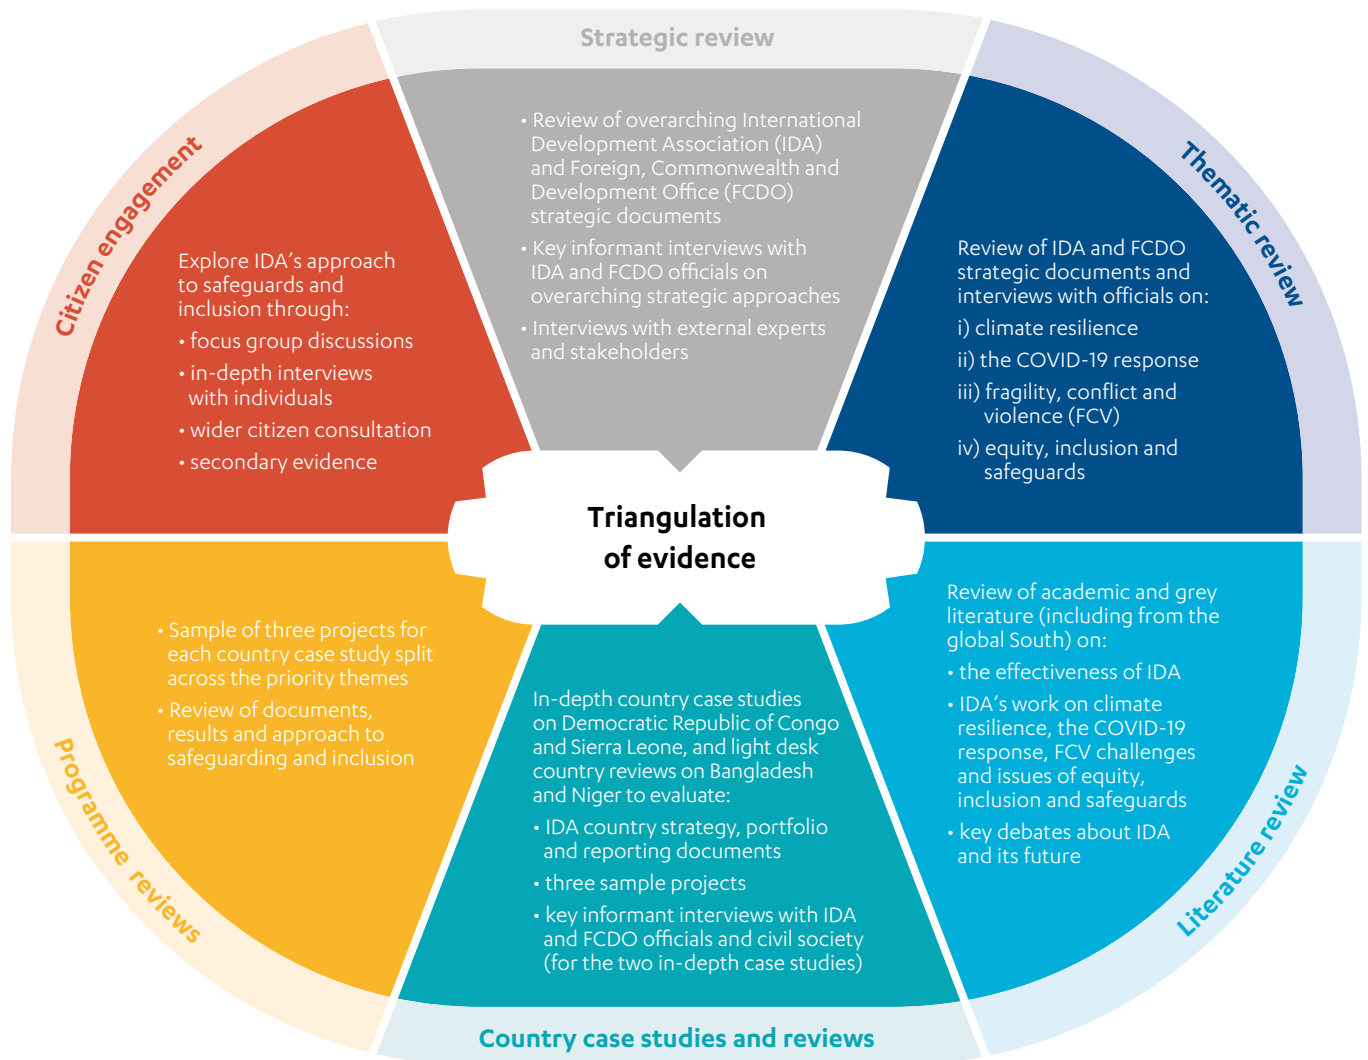 Strategic review
• Review of overarching International
Development Association (IDA)
and Foreign, Commonwealth and
Development Office (FCDO)
strategic documents
• Key informant interviews with
IDA and FCDO officials on
overarching strategic approaches
• Interviews with external experts
and stakeholders
Thematic review
Review of IDA and FCDO
strategic documents and
interviews with officials on:
i) climate resilience
ii) the COVID-19 response
iii) fragility, conflict and
violence (FCV)
iv) equity, inclusion and
safeguards
Literature review
Review of academic and grey
literature (including from the
global South) on:
• the effectiveness of IDA
• IDA's work on climate
resilience, the COVID-19
response, FCV challenges
and issues of equity,
inclusion and safeguards
• key debates about IDA
and its future
Country case studies and reviews
In-depth country case studies
on Democratic Republic of Congo
and Sierra Leone, and light desk
country reviews on Bangladesh
and Niger to evaluate:
• IDA country strategy, portfolio
and reporting documents
• three sample projects
• key informant interviews with IDA
and FCDO officials and civil society
(for the two in-depth case studies)
Programme reviews
• Sample of three projects for
each country case study split
across the priority themes
• Review of documents,
results and approach to
safeguarding and inclusion
Citizen engagement
Explore IDA's approach
to safeguards and
inclusion through:
• focus group discussions
• in-depth interviews
with individuals
• wider citizen consultation
• secondary evidence
Triangulation
of evidence